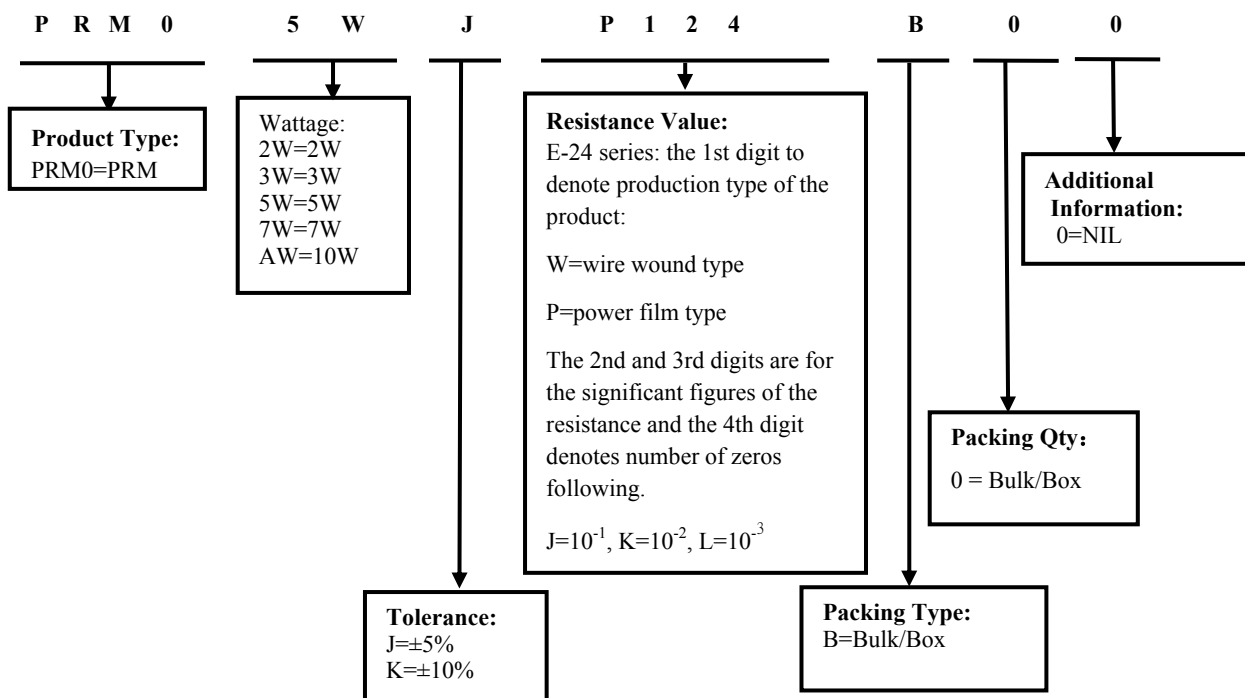 P R M 0 5 W J P 1 2 4 B 0 0
Product Type:
PRM0=PRM
Wattage:
2W=2W
3W=3W
5W=5W
7W=7W
AW=10W
Resistance Value:
E-24 series: the 1st digit to
denote production type of the
product:
W=wire wound type
P=power film type
The 2nd and 3rd digits are for
the significant figures of the
resistance and the 4th digit
denotes number of zeros
following.
J=10⁻¹, K=10⁻², L=10⁻³
Additional
Information:
0=NIL
Packing Qty：
0 = Bulk/Box
Tolerance:
J=±5%
K=±10%
Packing Type:
B=Bulk/Box